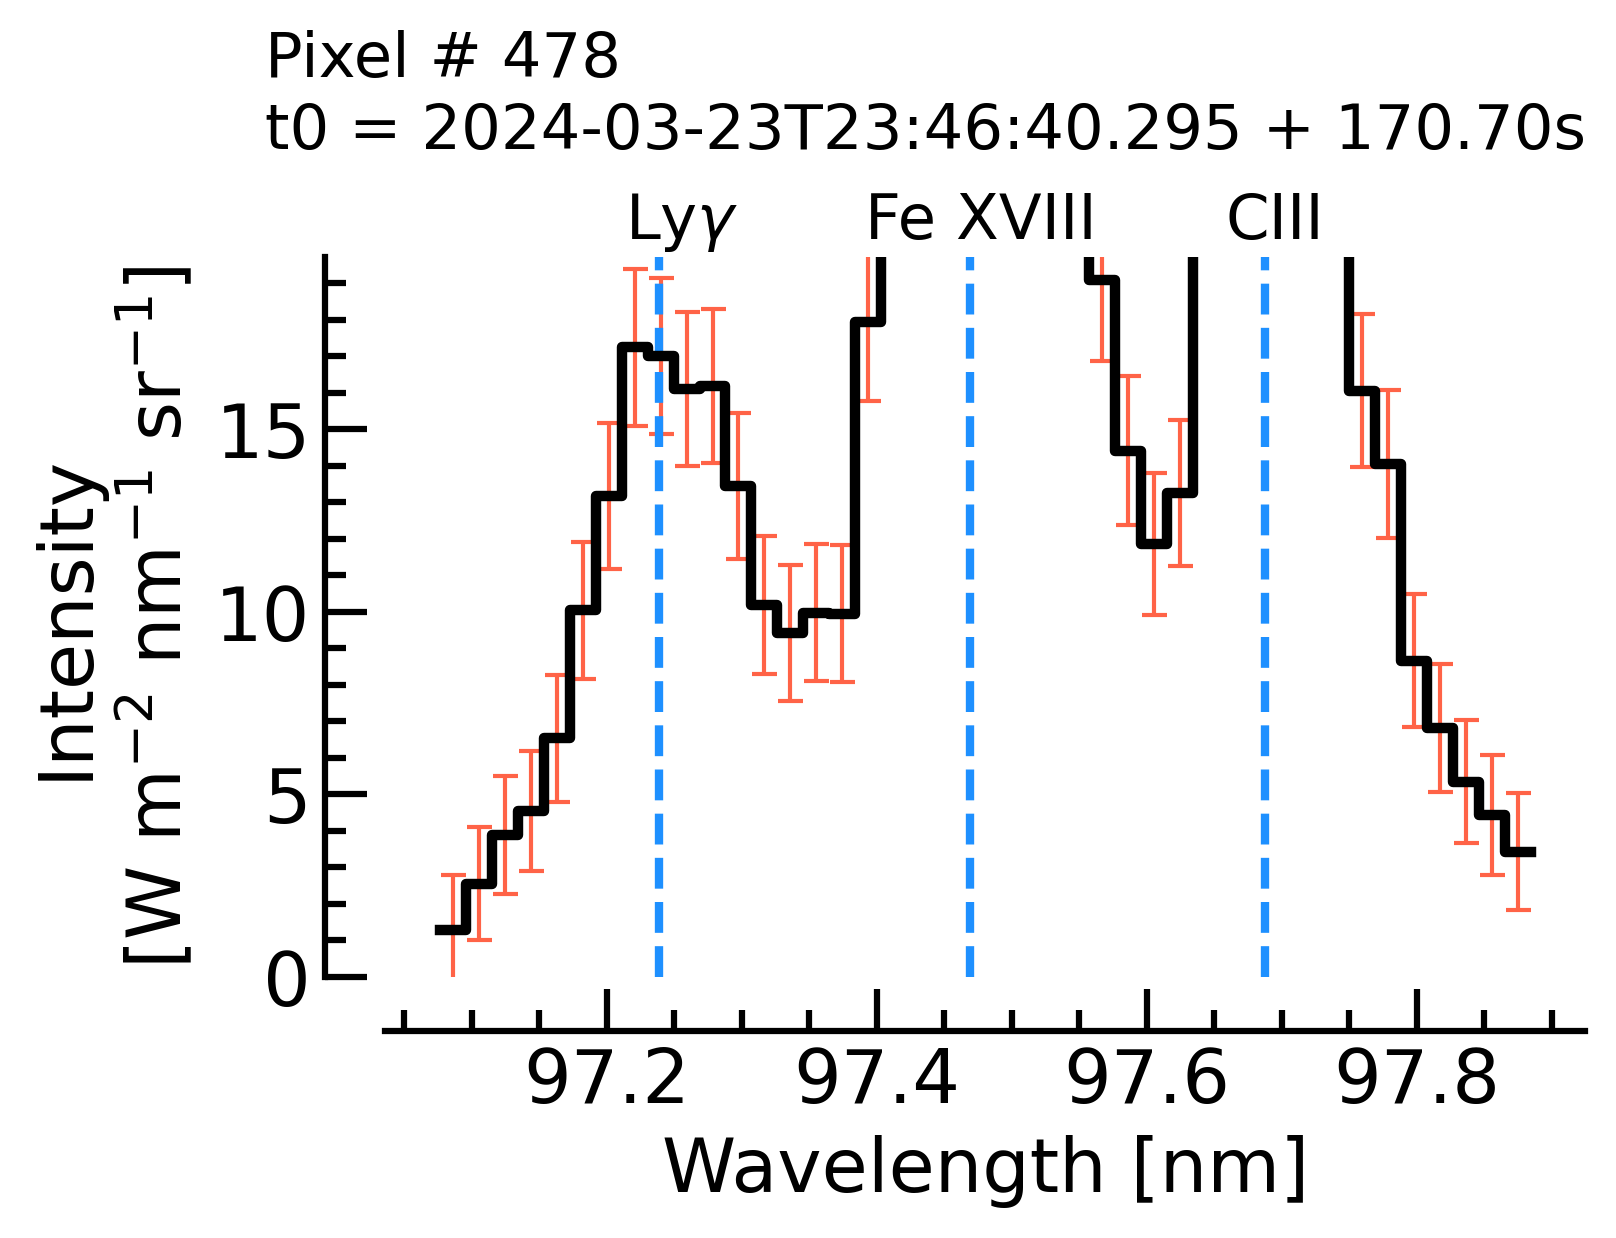 Pixel # 478
t0 = 2024-03-23T23:46:40.295 + 170.70s
Lyγ Fe XVIII CIII
Intensity
[W m⁻² nm⁻¹ sr⁻¹]
15
10
5
0
97.2 97.4 97.6 97.8
Wavelength [nm]